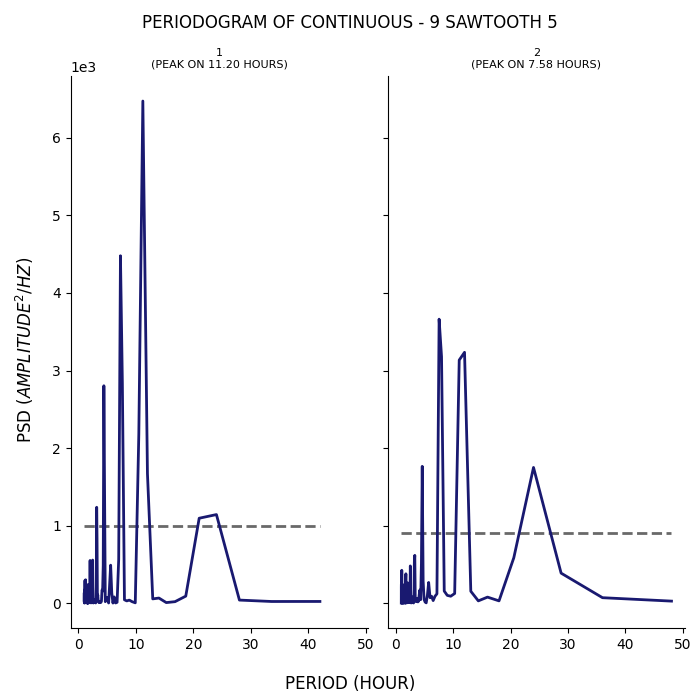 PERIODOGRAM OF CONTINUOUS - 9 SAWTOOTH 5
1
(PEAK ON 11.20 HOURS)
2
(PEAK ON 7.58 HOURS)
1e3
6
5
4
3
2
1
0
PSD (AMPLITUDE²/HZ)
0 10 20 30 40 50
0 10 20 30 40 50
PERIOD (HOUR)